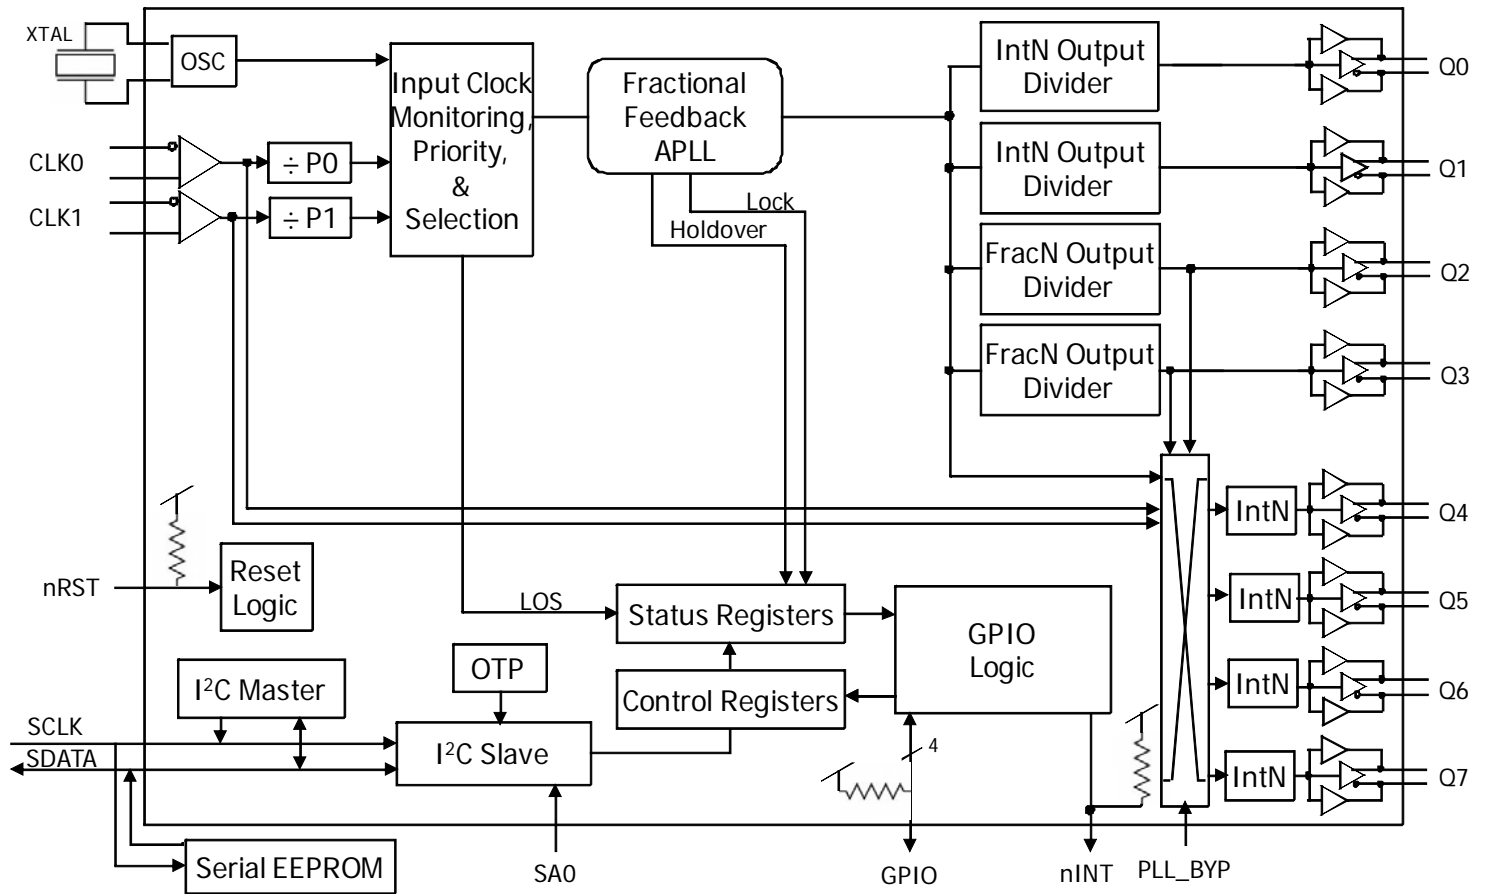 XTAL
OSC
CLK0
CLK1
÷ P0
÷ P1
Input Clock
Monitoring,
Priority,
&
Selection
Fractional
Feedback
APLL
Lock
Holdover
IntN Output
Divider
IntN Output
Divider
FracN Output
Divider
FracN Output
Divider
Q0
Q1
Q2
Q3
IntN
Q4
IntN
Q5
IntN
Q6
IntN
Q7
nRST
Reset
Logic
LOS
Status Registers
GPIO
Logic
OTP
Control Registers
I²C Master
SCLK
SDATA
I²C Slave
4
Serial EEPROM
SA0
GPIO
nINT
PLL_BYP